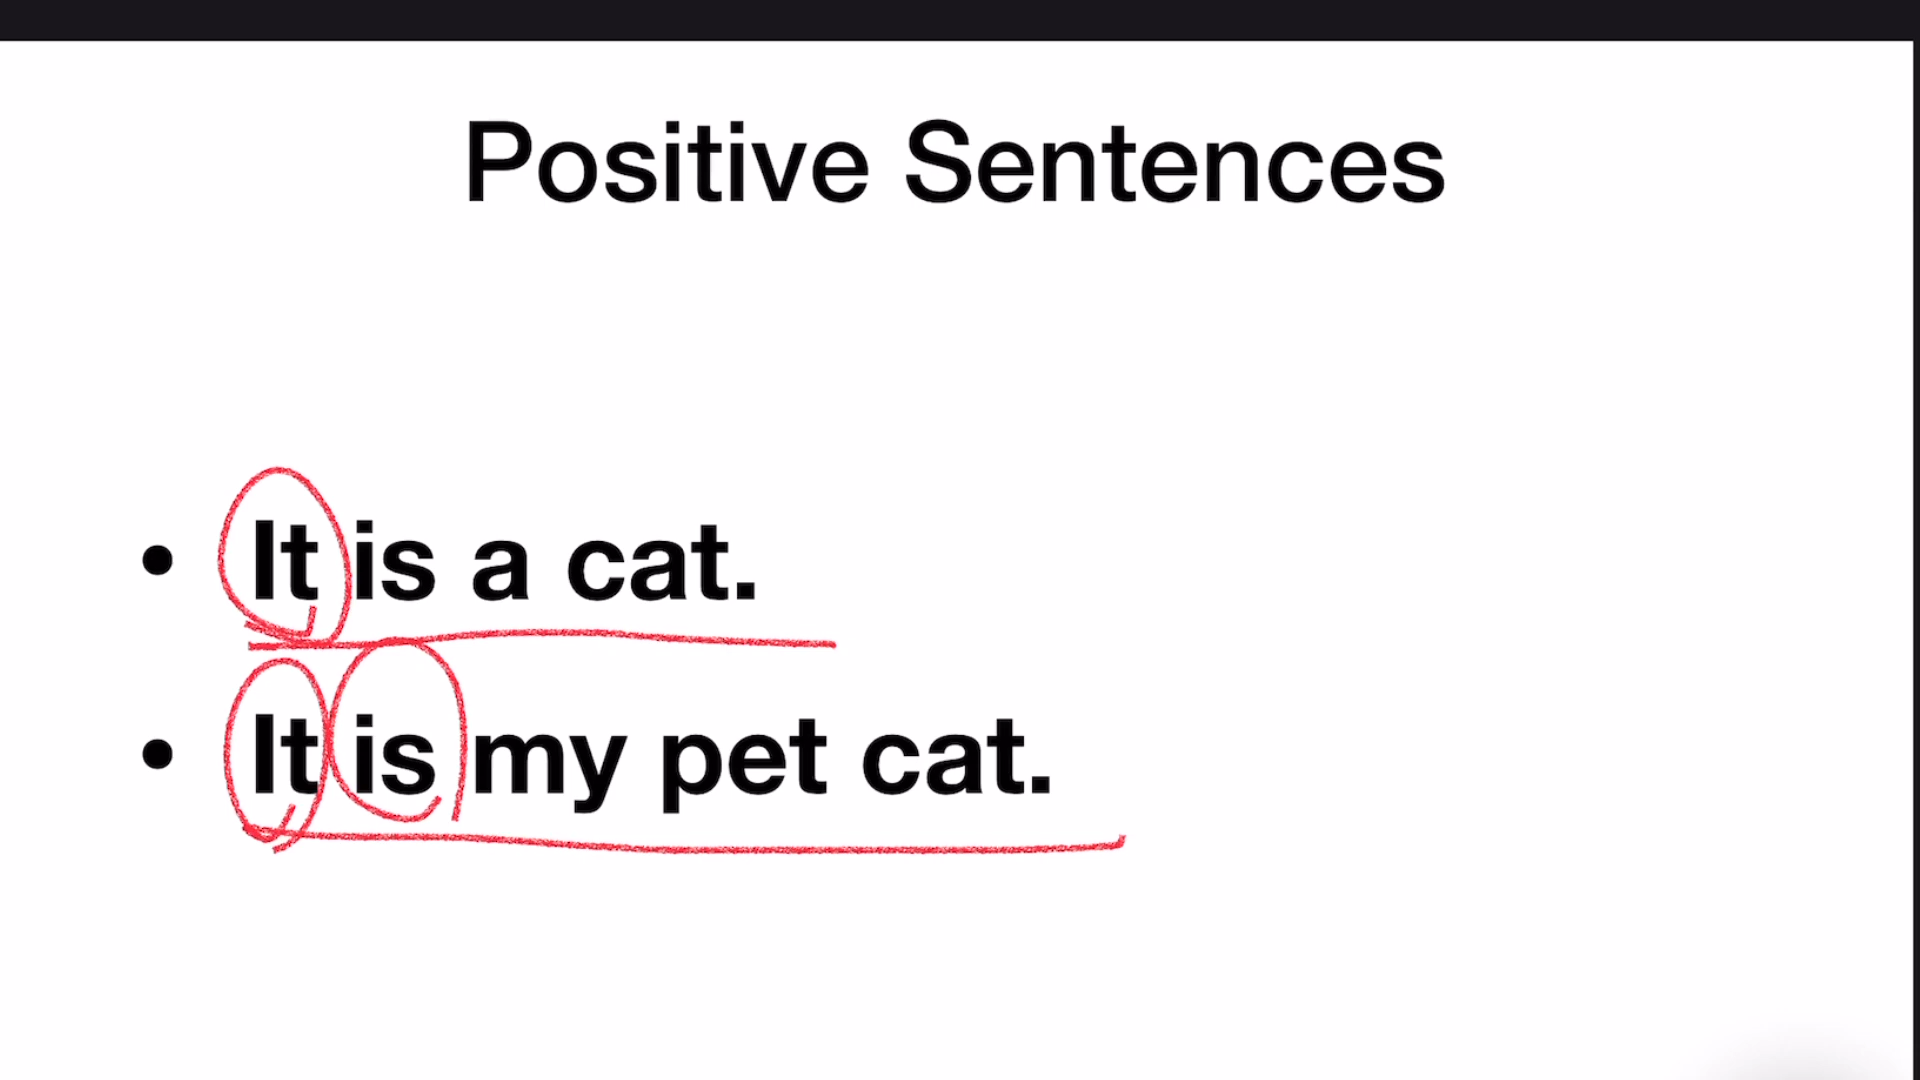 Positive Sentences
• It is a cat.
• It is my pet cat.